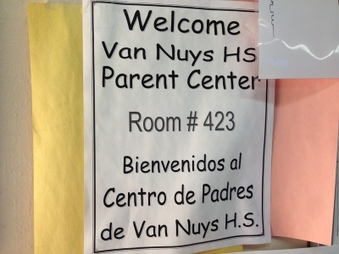 Welcome
Van Nuys HS
Parent Center
Room # 423
Bienvenidos al
Centro de Padres
de Van Nuys H.S.